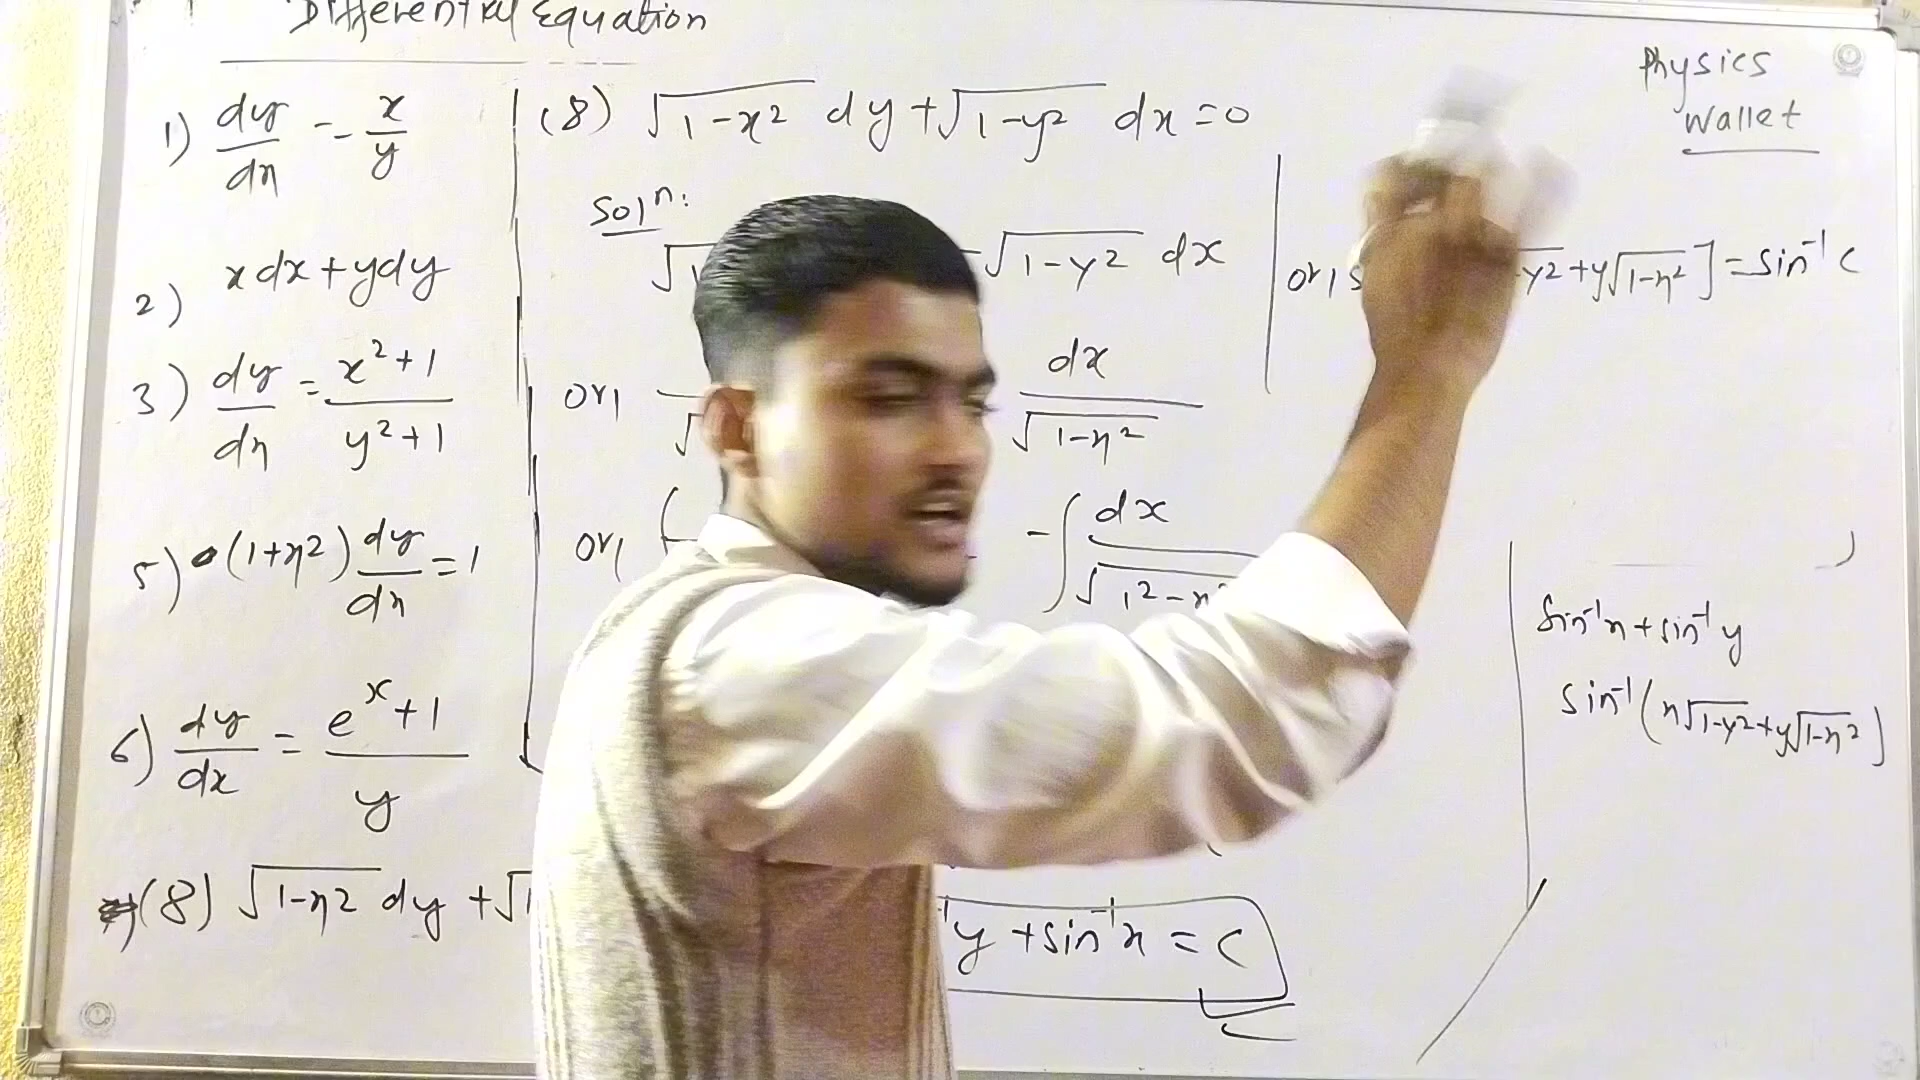 Differential Equation
Physics
Wallet
1) dy/dx = x/y
2) xdx + ydy
3) dy/dx = x²+1/y²+1
5) (1+x²) dy/dx = 1
6) dy/dx = e^x+1/y
(8) √1-x² dy + √1
(8) √1-x² dy + √1-y² dx = 0
Solⁿ:
√1-y² dx
or, dx/√1-x²
or, -∫ dx/√1²-x²
y + sin⁻¹x = c
or, s y² + y√1-x² ] = sin⁻¹ c
sin⁻¹x + sin⁻¹y
sin⁻¹ (x√1-y² + y√1-x² )